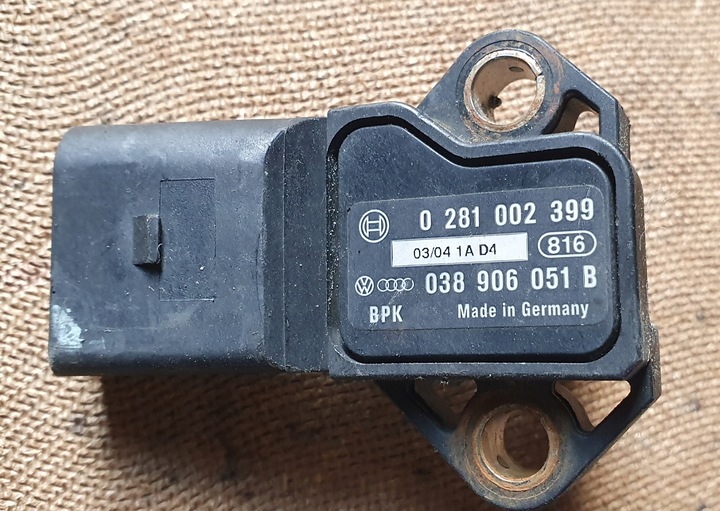 0 281 002 399
03/04 1A D4 816
038 906 051 B
BPK Made in Germany